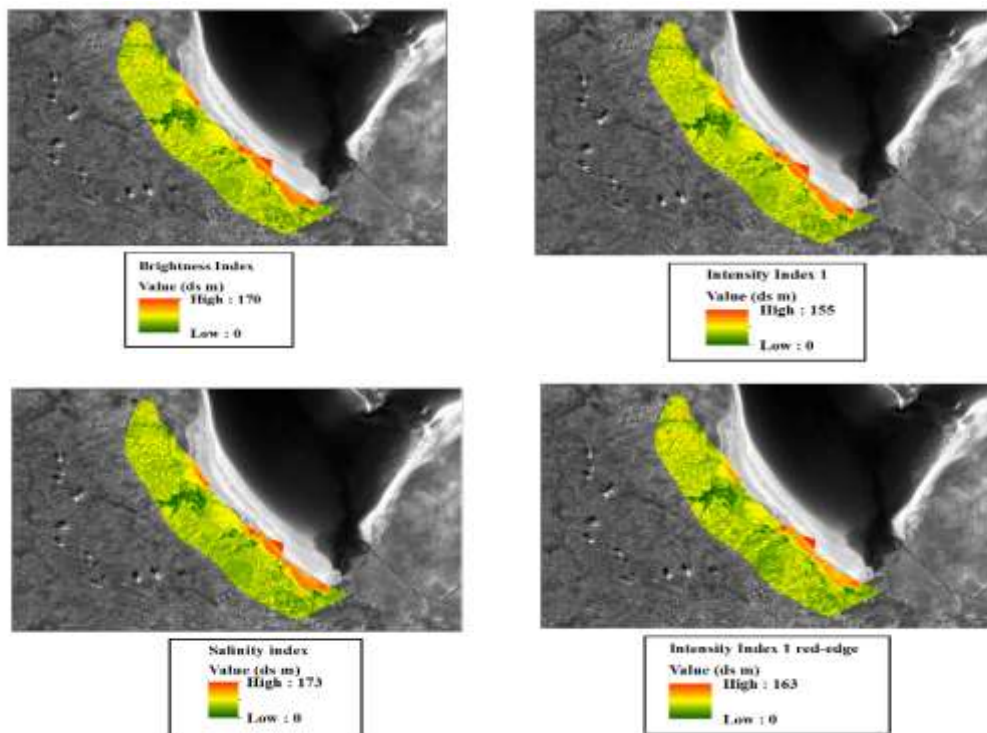 Brightness Index
Value (ds m)
High : 170
Low : 0
Intensity Index 1
Value (ds m)
High : 155
Low : 0
Salinity index
Value (ds m)
High : 173
Low : 0
Intensity Index 1 red-edge
Value (ds m)
High : 163
Low : 0